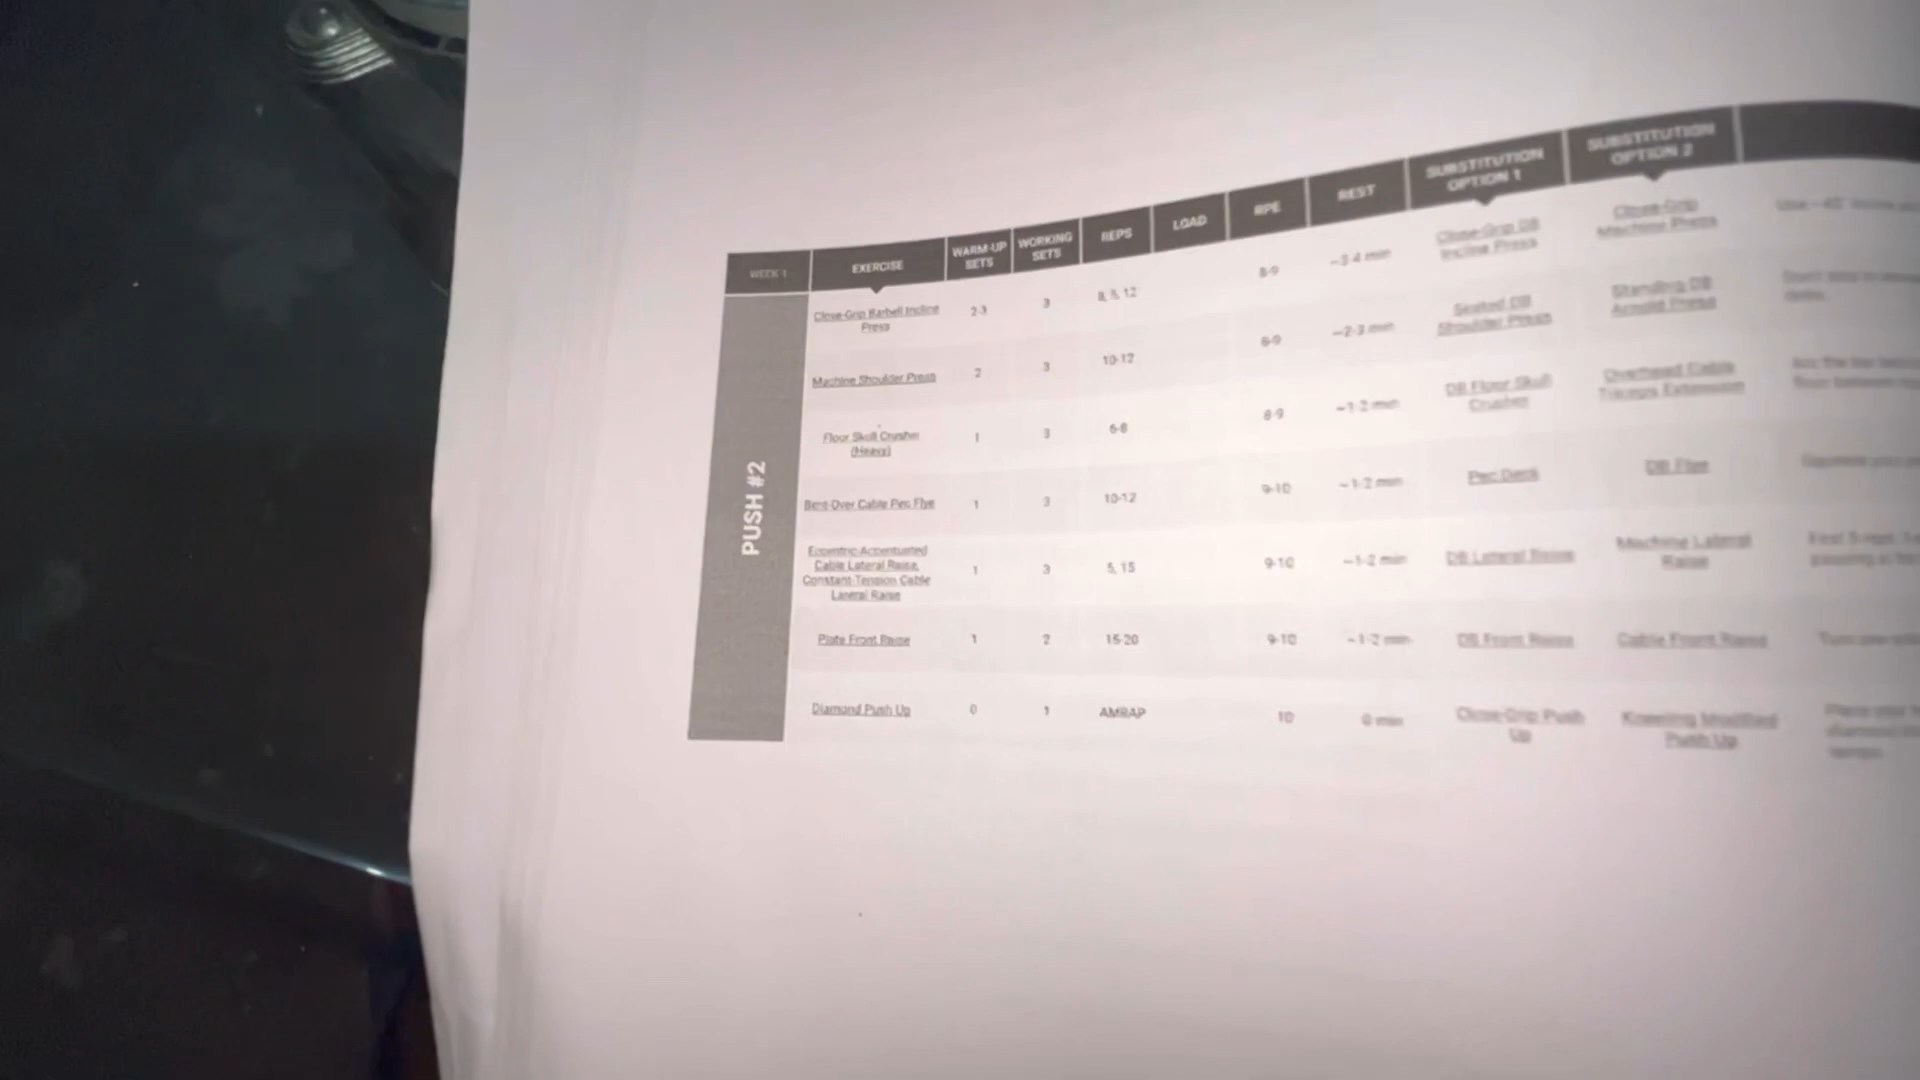 WEEK 1
EXERCISE
WARM-UP SETS
WORKING SETS
REPS
LOAD
RPE
REST
SUBSTITUTION OPTION 1
SUBSTITUTION OPTION 2
PUSH #2
Close-Grip Barbell Incline Press
2-3
3
8, 5, 12
8-9
~3-4 min
Close-Grip DB Incline Press
Close-Grip Machine Press
Machine Shoulder Press
2
3
10-12
8-9
~2-3 min
Seated DB Shoulder Press
Standing DB Arnold Press
Floor Skull Crusher (Heavy)
1
3
6-8
8-9
~1-2 min
DB Floor Skull Crusher
Overhead Cable Triceps Extension
Bent-Over Cable Pec Flye
1
3
10-12
9-10
~1-2 min
Pec Deck
DB Flye
Eccentric-Accentuated Cable Lateral Raise, Constant-Tension Cable Lateral Raise
1
3
5, 15
9-10
~1-2 min
DB Lateral Raise
Machine Lateral Raise
Plate Front Raise
1
2
15-20
9-10
~1-2 min
DB Front Raise
Cable Front Raise
Diamond Push Up
0
1
AMRAP
10
0 min
Close-Grip Push Up
Kneeling Modified Push Up